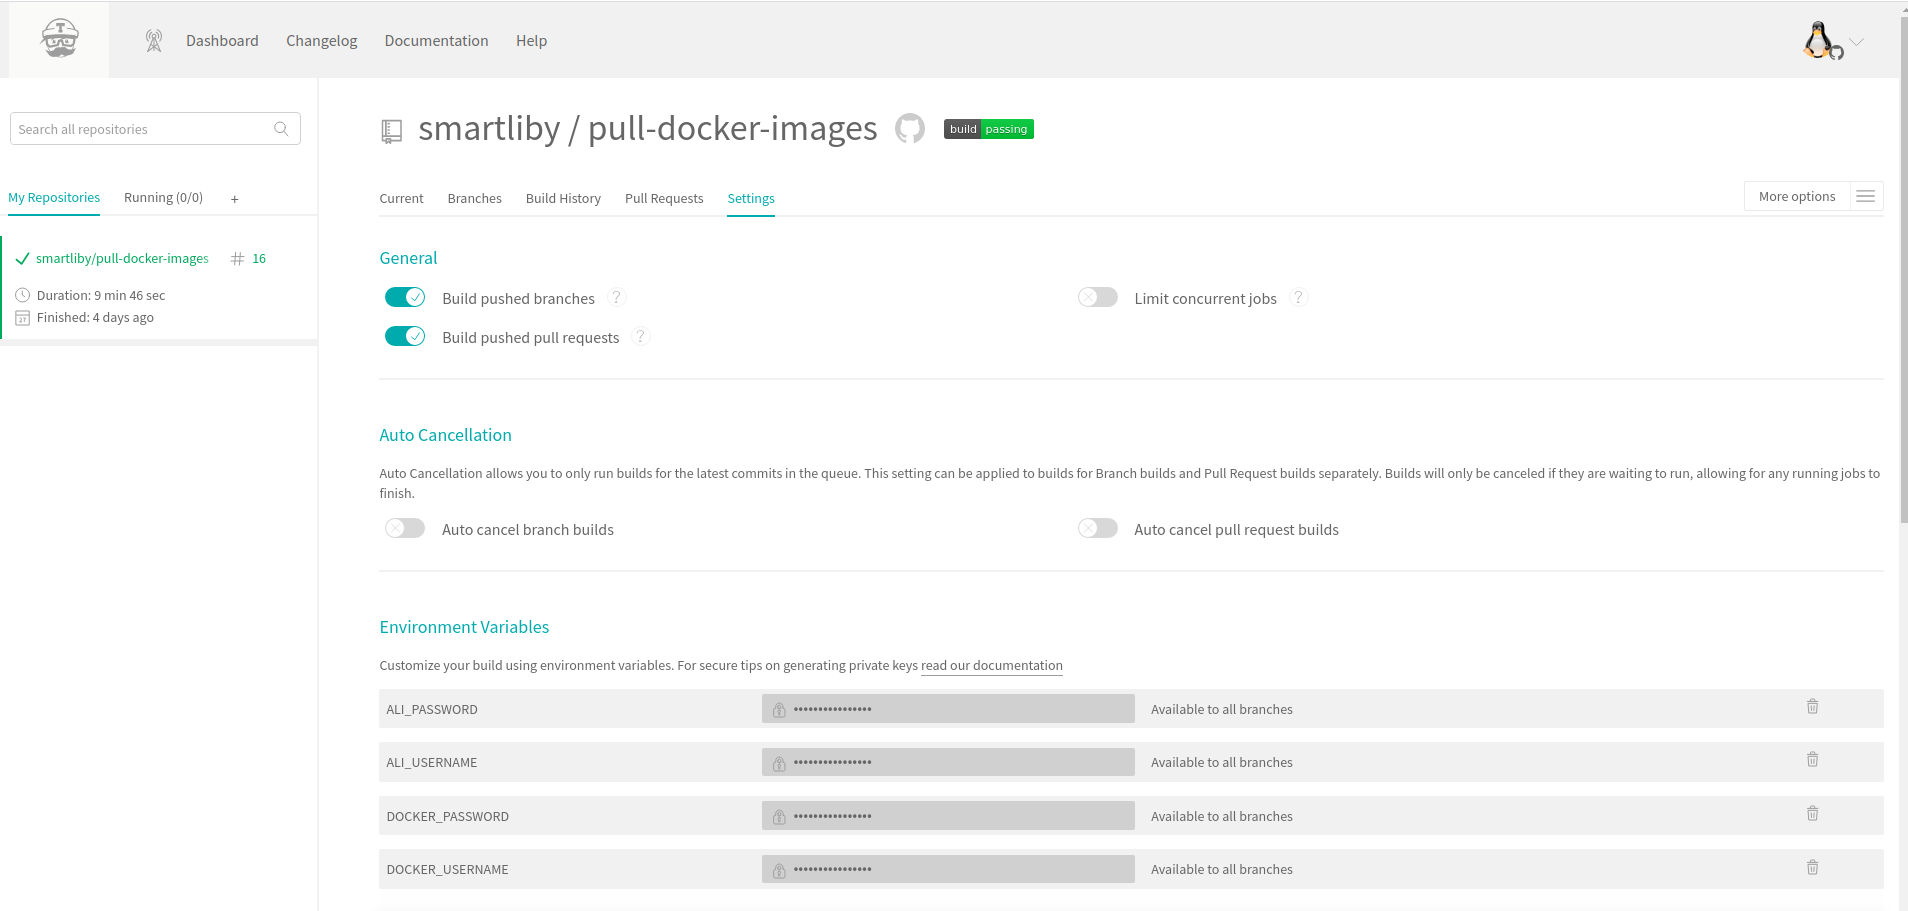 Dashboard Changelog Documentation Help
Search all repositories
My Repositories Running (0/0) +
smartliby/pull-docker-images # 16
Duration: 9 min 46 sec
Finished: 4 days ago
smartliby / pull-docker-images build passing
Current Branches Build History Pull Requests Settings More options
General
Build pushed branches ? Limit concurrent jobs ?
Build pushed pull requests ?
Auto Cancellation
Auto Cancellation allows you to only run builds for the latest commits in the queue. This setting can be applied to builds for Branch builds and Pull Request builds separately. Builds will only be canceled if they are waiting to run, allowing for any running jobs to
finish.
Auto cancel branch builds Auto cancel pull request builds
Environment Variables
Customize your build using environment variables. For secure tips on generating private keys read our documentation
ALI_PASSWORD •••••••••••••••• Available to all branches
ALI_USERNAME •••••••••••••••• Available to all branches
DOCKER_PASSWORD •••••••••••••••• Available to all branches
DOCKER_USERNAME •••••••••••••••• Available to all branches